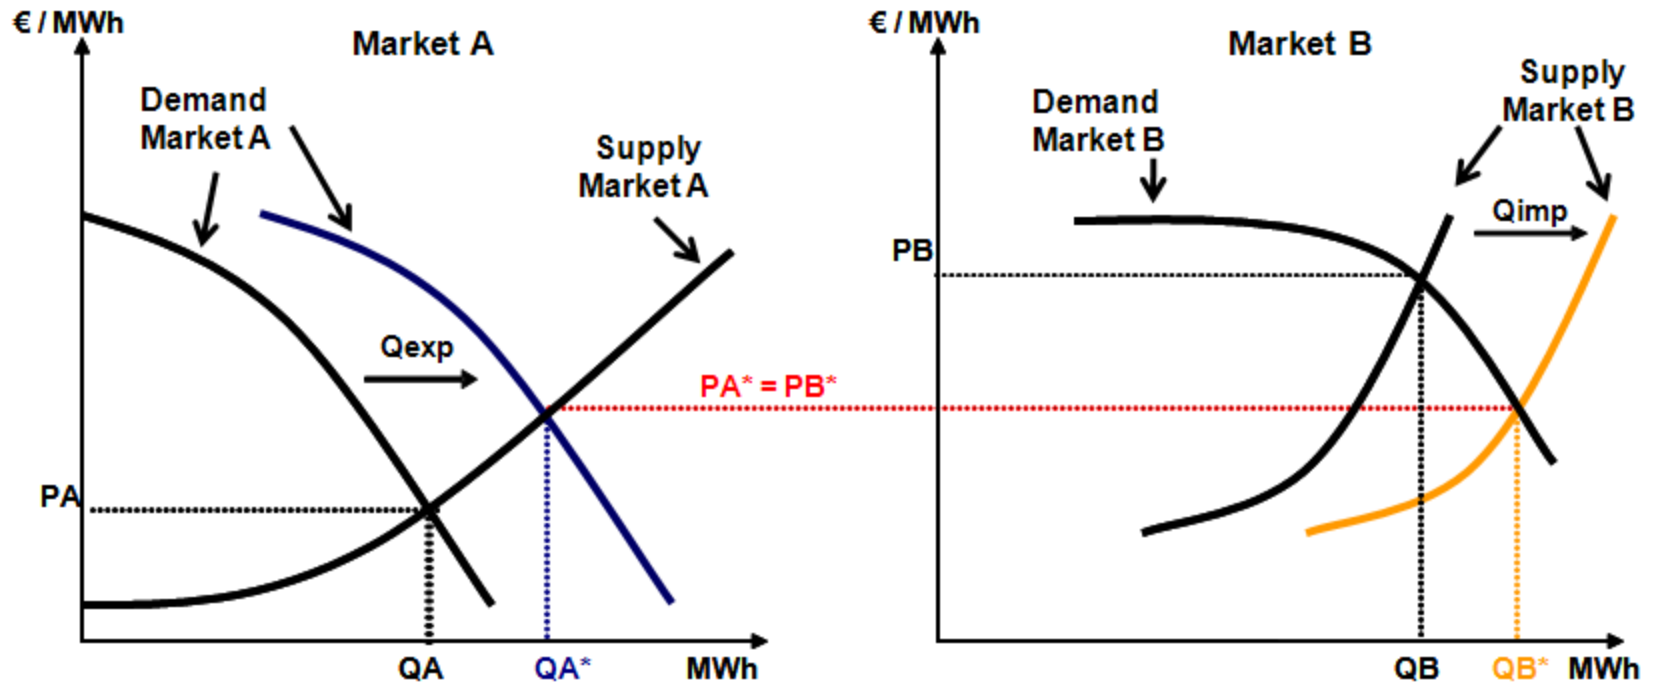 € / MWh
Market A
Demand
Market A
Supply
Market A
Qexp
PA
QA
QA*
MWh
PA* = PB*
€ / MWh
Market B
Demand
Market B
Supply
Market B
Qimp
PB
QB
QB*
MWh